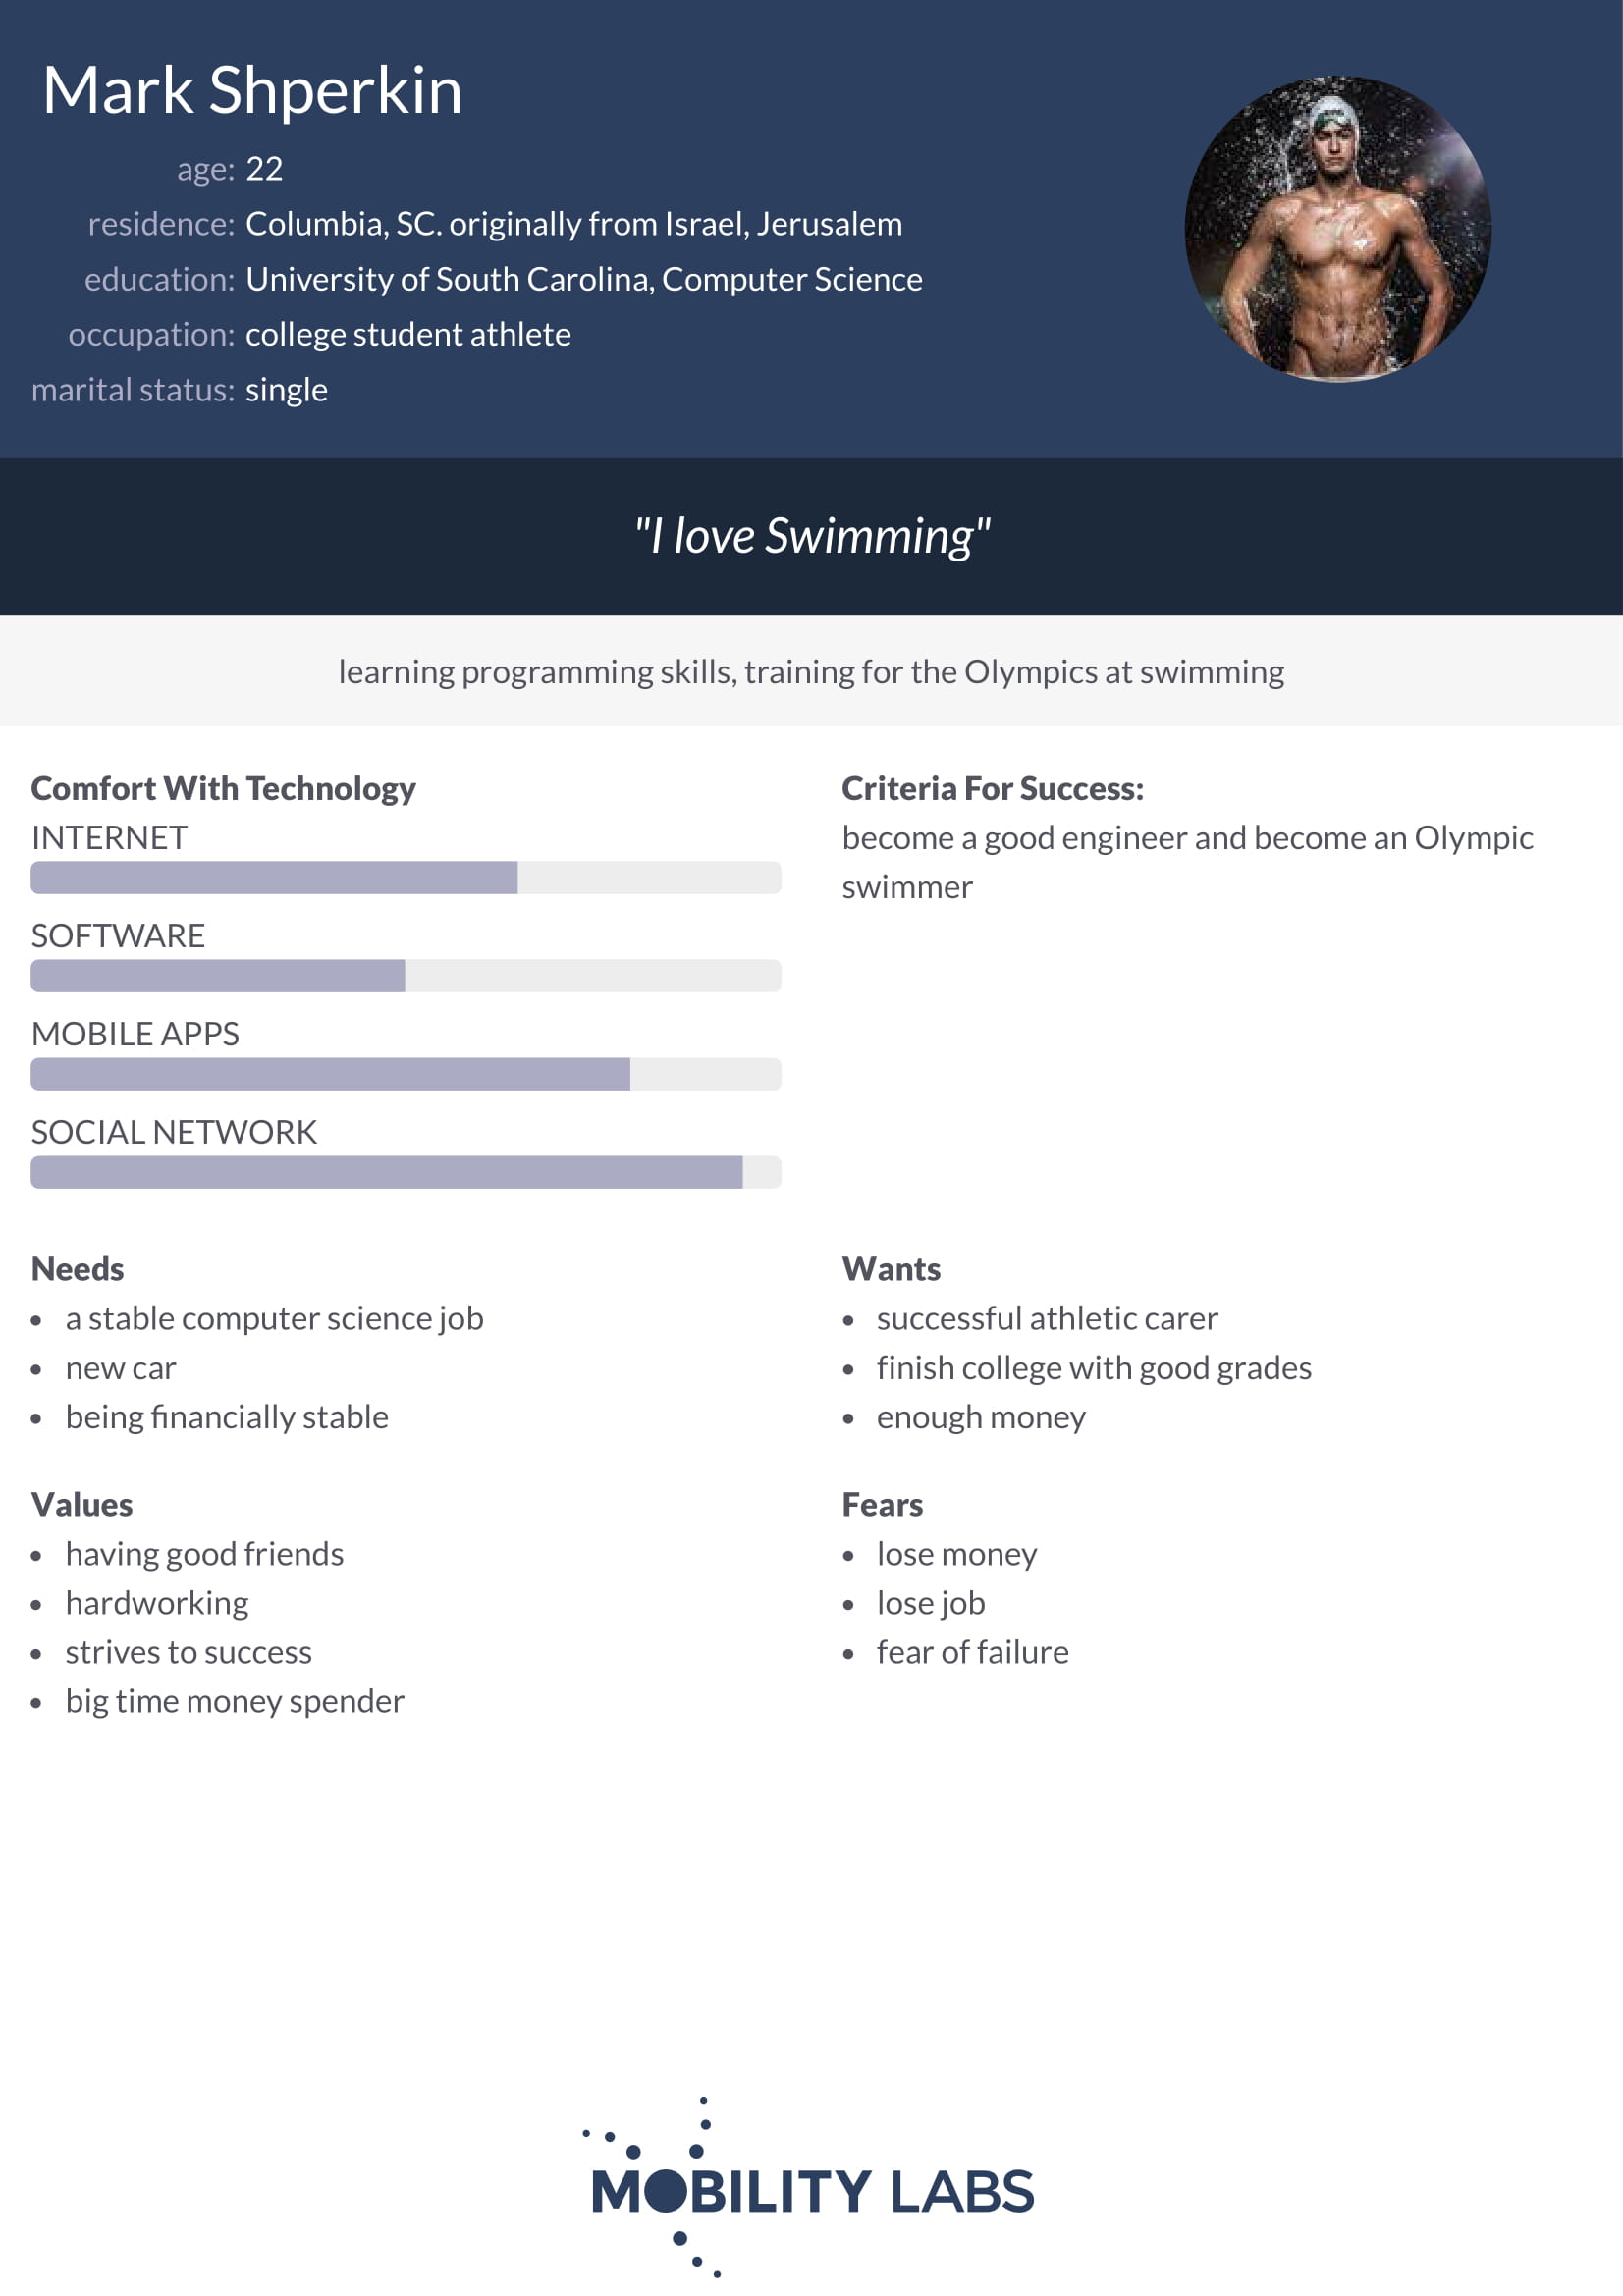 Mark Shperkin
age: 22
residence: Columbia, SC. originally from Israel, Jerusalem
education: University of South Carolina, Computer Science
occupation: college student athlete
marital status: single
"I love Swimming"
learning programming skills, training for the Olympics at swimming
Comfort With Technology
INTERNET
SOFTWARE
MOBILE APPS
SOCIAL NETWORK
Criteria For Success:
become a good engineer and become an Olympic
swimmer
Needs
• a stable computer science job
• new car
• being financially stable
Wants
• successful athletic carer
• finish college with good grades
• enough money
Values
• having good friends
• hardworking
• strives to success
• big time money spender
Fears
• lose money
• lose job
• fear of failure
MOBILITY LABS